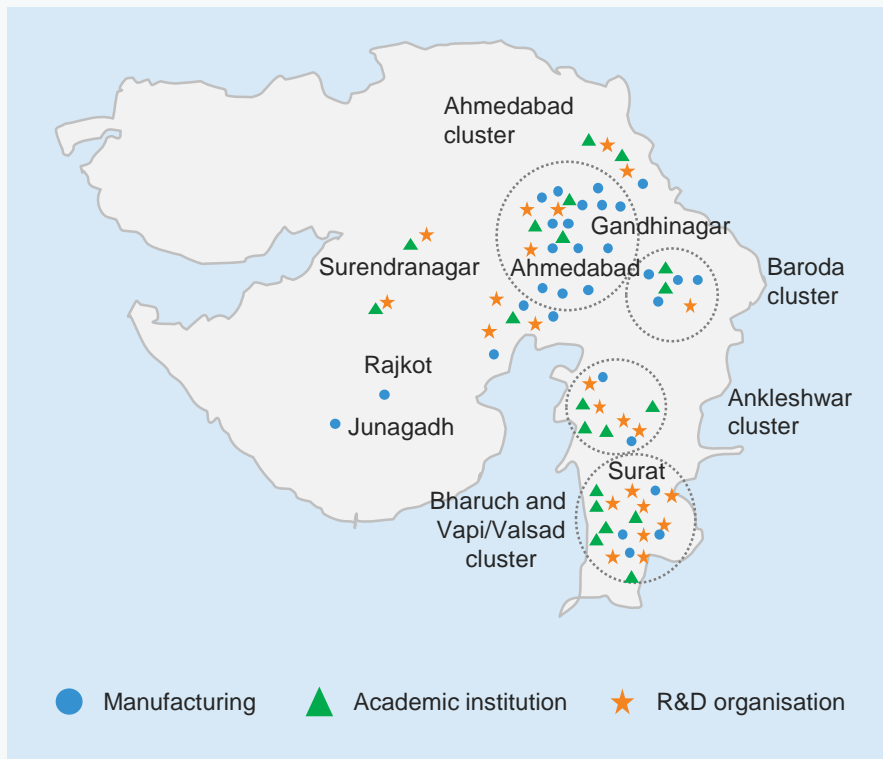 Ahmedabad
cluster
Gandhinagar
Surendranagar
Ahmedabad
Baroda
cluster
Rajkot
Junagadh
Ankleshwar
cluster
Surat
Bharuch and
Vapi/Valsad
cluster
Manufacturing
Academic institution
R&D organisation